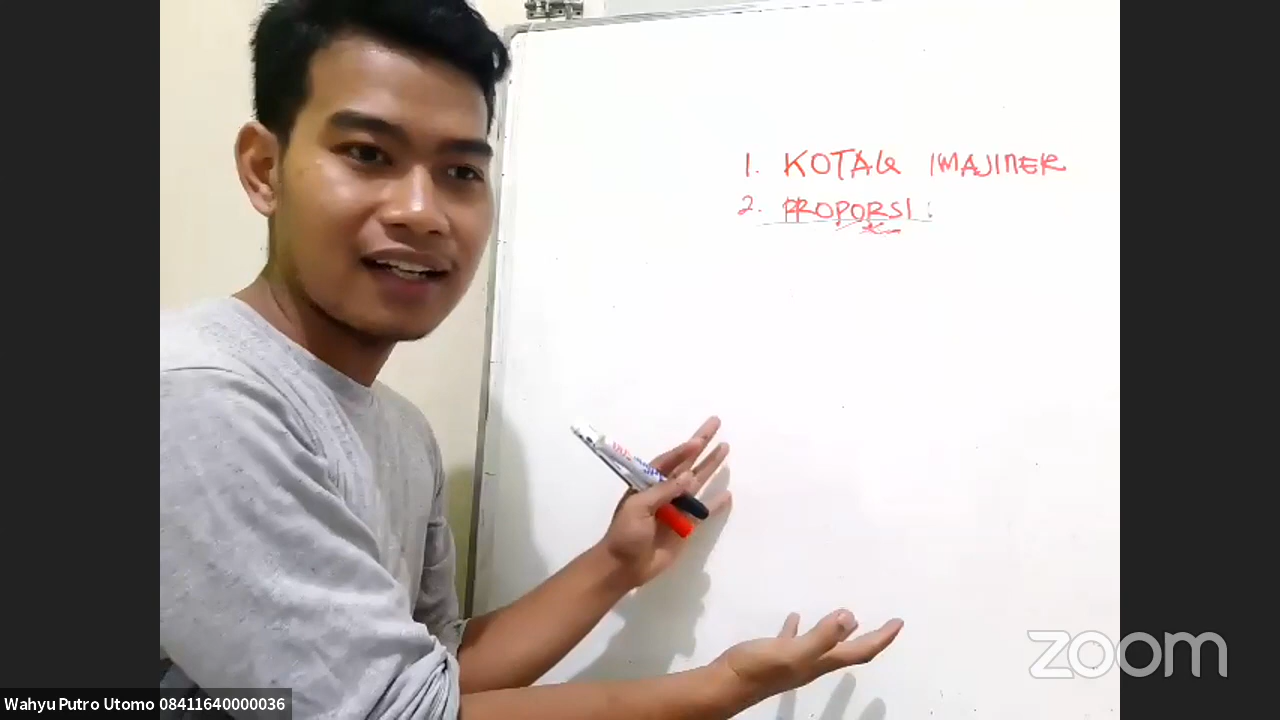 1. KOTAK IMAJINER
2. PROPORSI :
zoom
Wahyu Putro Utomo 08411640000036